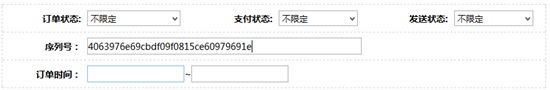 订单状态: 不限定 支付状态: 不限定 发送状态: 不限定
序列号： 4063976e69cbdf09f0815ce60979691e
订单时间： ~